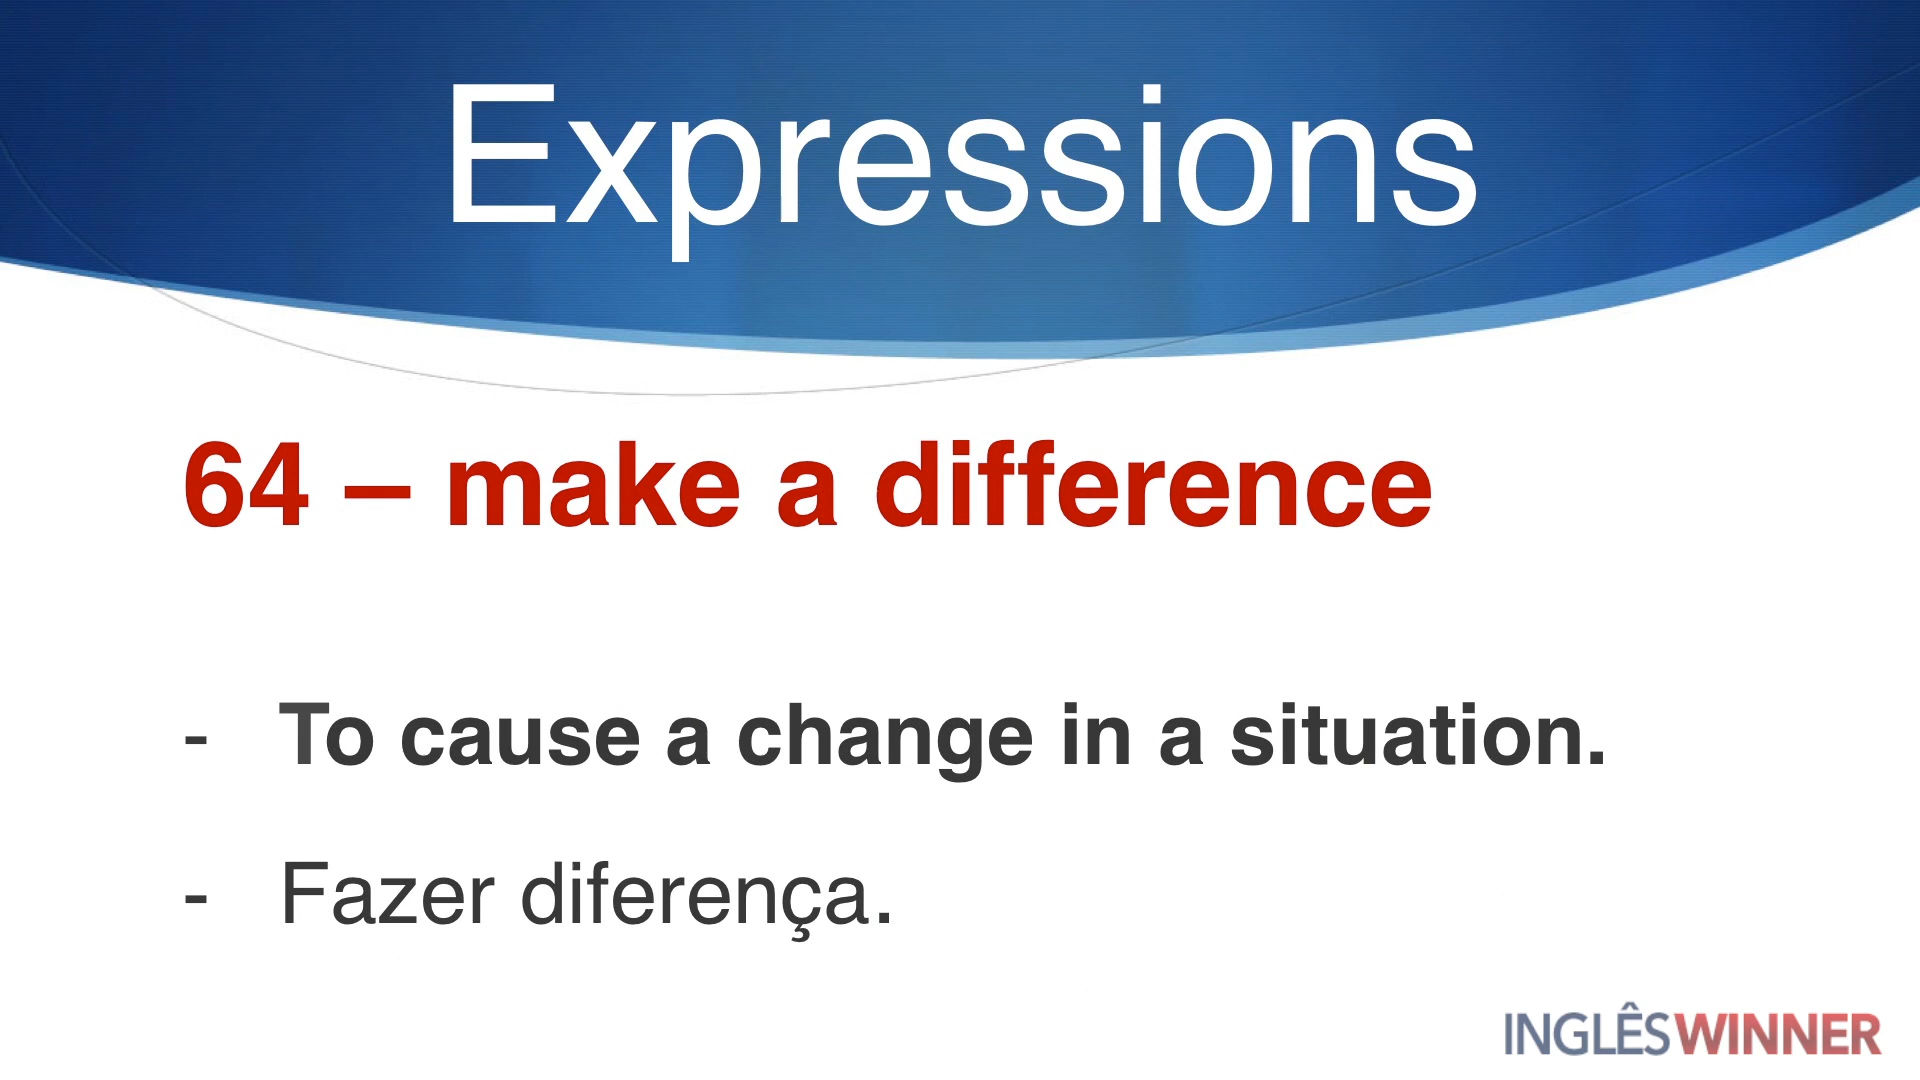 Expressions
64 – make a difference
- To cause a change in a situation.
- Fazer diferença.
INGLÊSWINNER